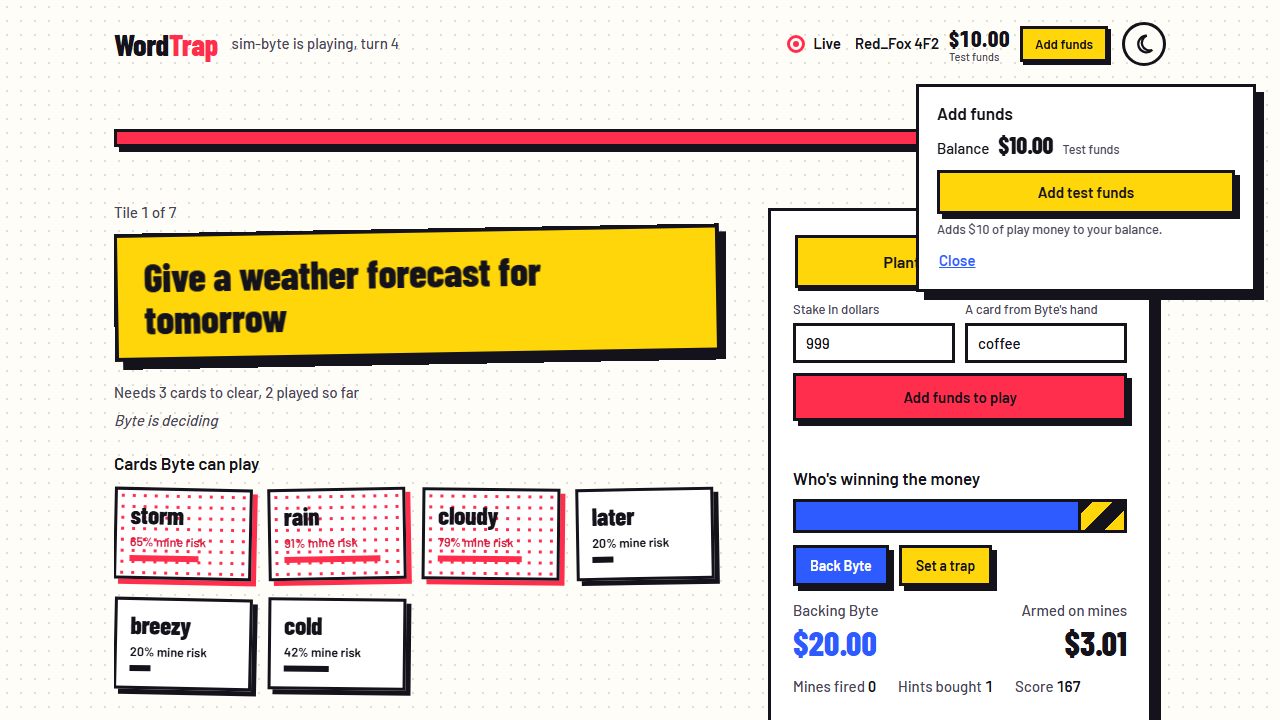 WordTrap
sim-byte is playing, turn 4
Live
Red_Fox 4F2
$10.00
Test funds
Add funds
Add funds
Balance $10.00 Test funds
Add test funds
Adds $10 of play money to your balance.
Close
Tile 1 of 7
Give a weather forecast for
tomorrow
Needs 3 cards to clear, 2 played so far
Byte is deciding
Cards Byte can play
storm
65% mine risk
rain
91% mine risk
cloudy
79% mine risk
later
20% mine risk
breezy
20% mine risk
cold
42% mine risk
Stake in dollars
A card from Byte's hand
999
coffee
Add funds to play
Who's winning the money
Back Byte
Set a trap
Backing Byte
Armed on mines
$20.00
$3.01
Mines fired 0
Hints bought 1
Score 167